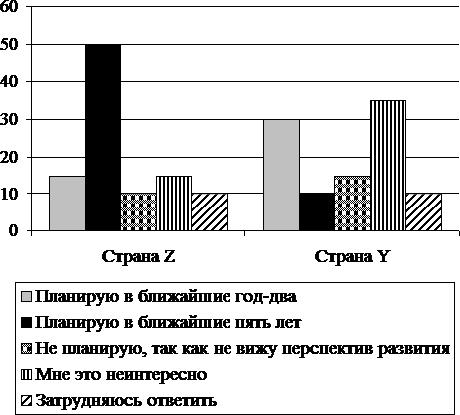 60
50
40
30
20
10
0
Страна Z Страна Y
Планирую в ближайшие год-два
Планирую в ближайшие пять лет
Не планирую, так как не вижу перспектив развития
Мне это неинтересно
Затрудняюсь ответить